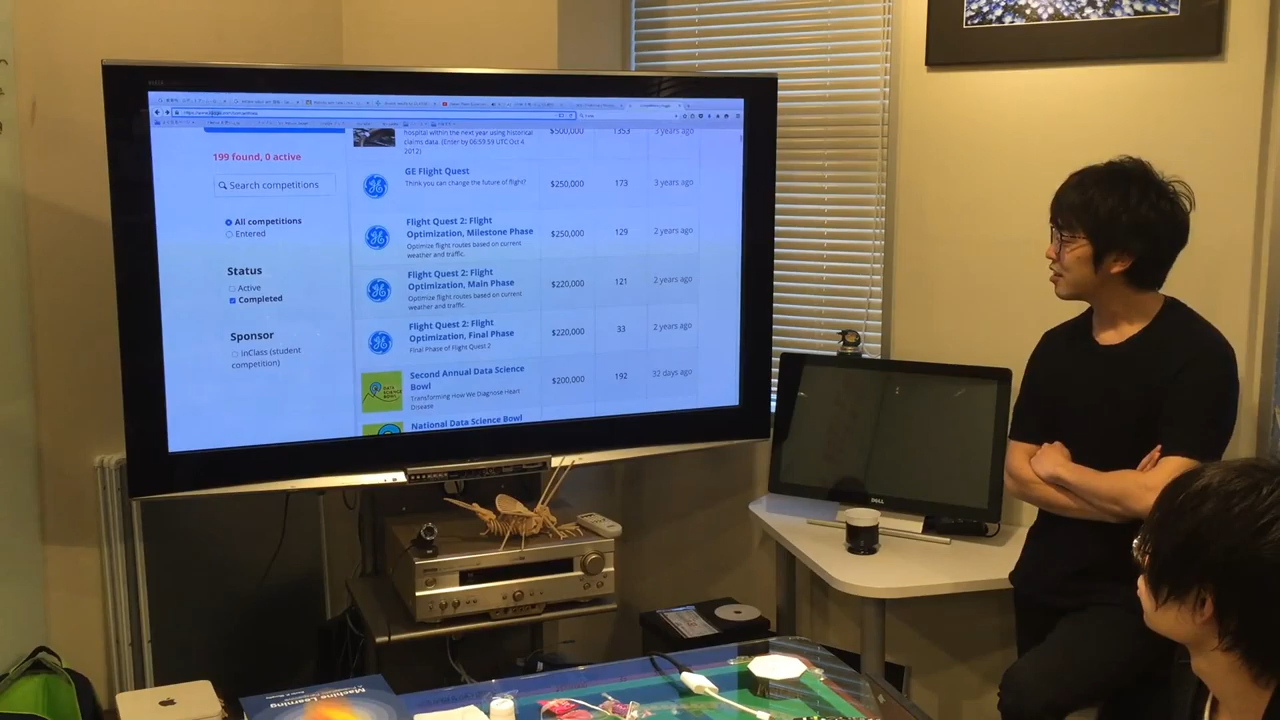 hospital within the next year using historical
claims data. (Enter by 06:59:59 UTC Oct 4
2012)
$500,000
1353
3 years ago
199 found, 0 active
Search competitions
All competitions
Entered
Status
Active
Completed
Sponsor
InClass (student
competition)
GE Flight Quest
Think you can change the future of flight?
$250,000
173
3 years ago
Flight Quest 2: Flight
Optimization, Milestone Phase
Optimize flight routes based on current
weather and traffic.
$250,000
129
2 years ago
Flight Quest 2: Flight
Optimization, Main Phase
Optimize flight routes based on current
weather and traffic.
$220,000
121
2 years ago
Flight Quest 2: Flight
Optimization, Final Phase
Final Phase of Flight Quest 2
$220,000
33
2 years ago
DATA
SCIENCE
BOWL
Second Annual Data Science
Bowl
Transforming How We Diagnose Heart
Disease
$200,000
192
32 days ago
National Data Science Bowl
DELL
Machine Learning